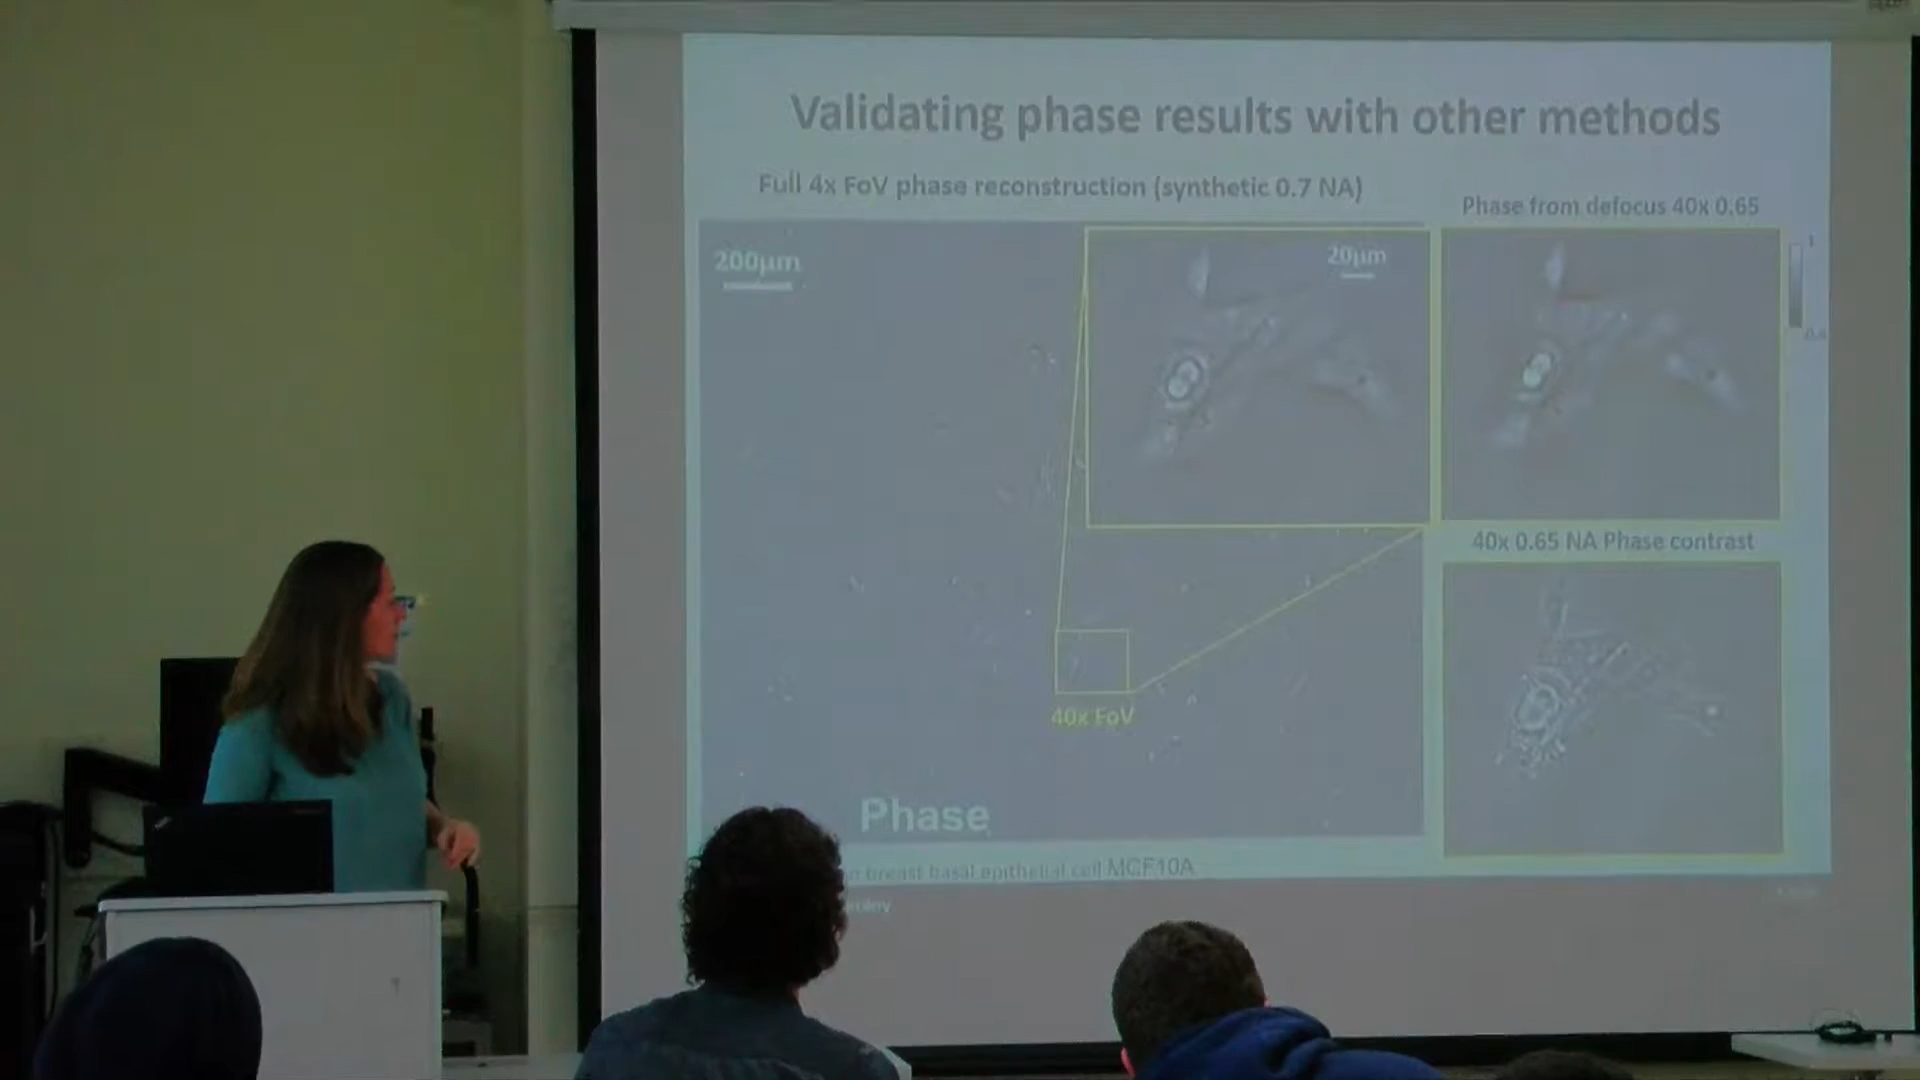 Validating phase results with other methods
Full 4x FoV phase reconstruction (synthetic 0.7 NA)
Phase from defocus 40x 0.65
200µm
20µm
1
40x 0.65 NA Phase contrast
40x FoV
Phase
breast basal epithelial cell MCF10A